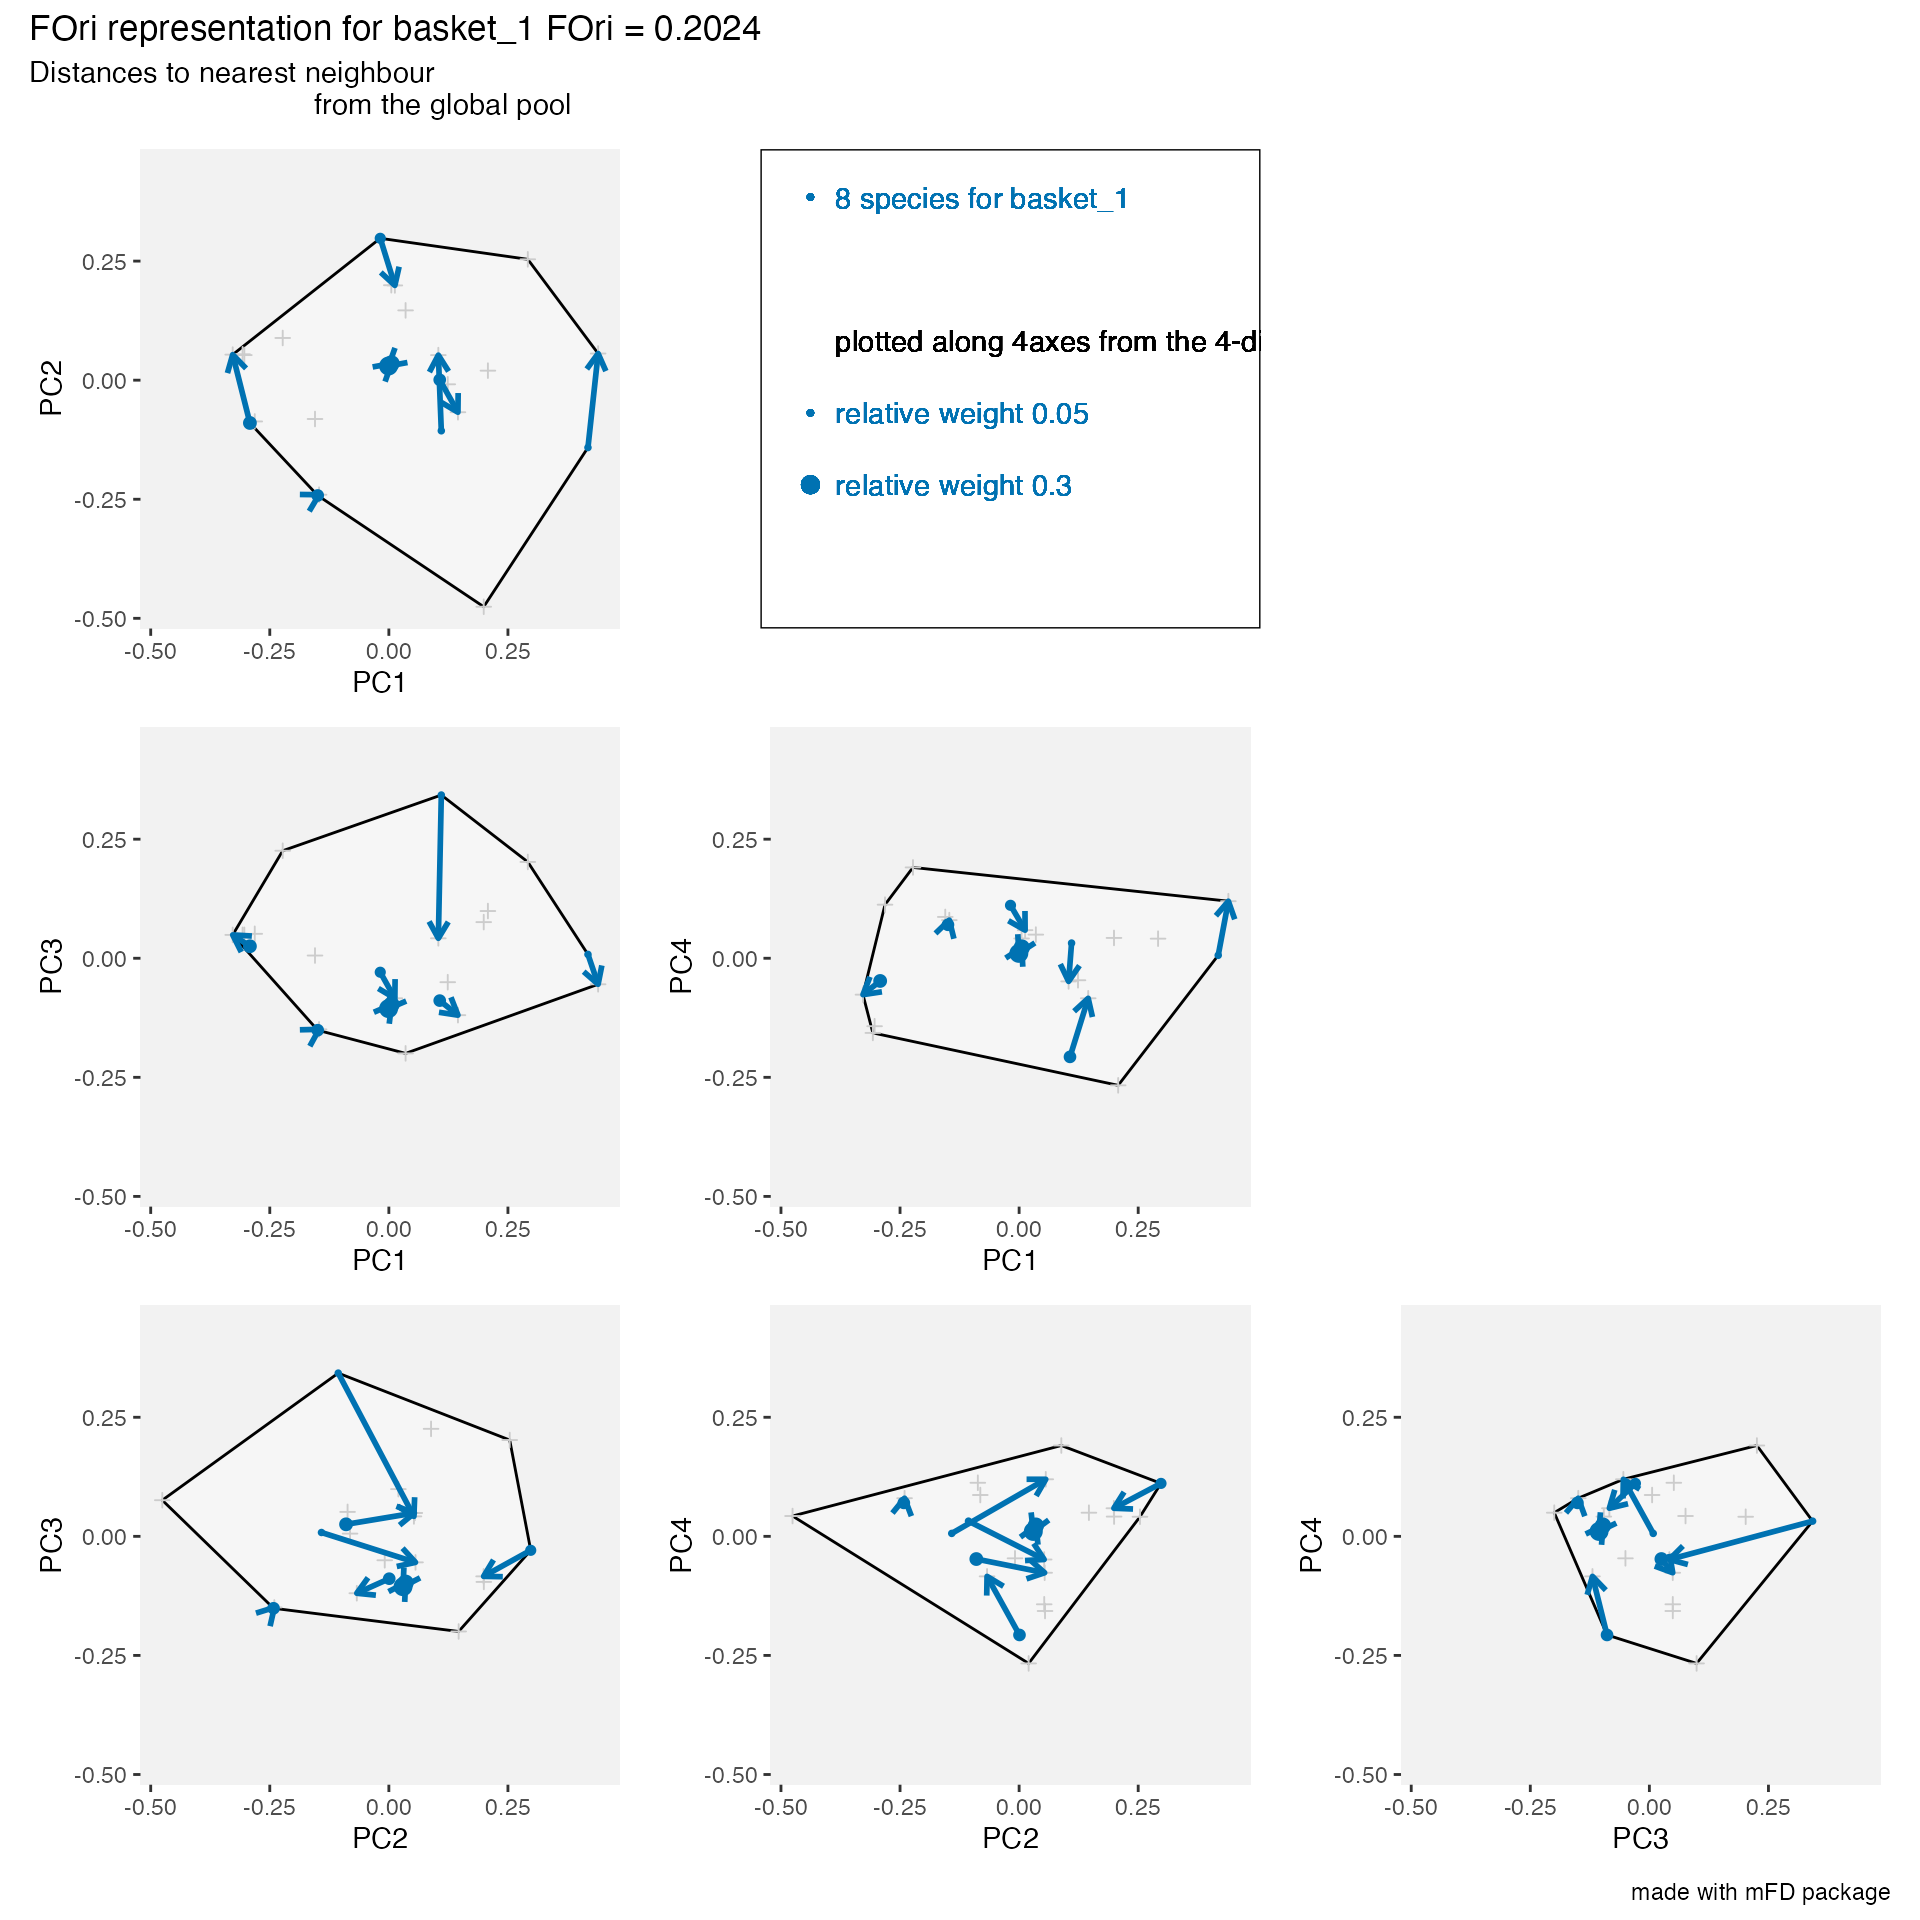 FOri representation for basket_1 FOri = 0.2024
Distances to nearest neighbour
from the global pool
0.25
0.00
-0.25
-0.50
PC2
-0.50 -0.25 0.00 0.25
PC1
8 species for basket_1
plotted along 4axes from the 4-di
relative weight 0.05
relative weight 0.3
0.25
0.00
-0.25
-0.50
PC3
-0.50 -0.25 0.00 0.25
PC1
0.25
0.00
-0.25
-0.50
PC4
-0.50 -0.25 0.00 0.25
PC1
0.25
0.00
-0.25
-0.50
PC3
-0.50 -0.25 0.00 0.25
PC2
0.25
0.00
-0.25
-0.50
PC4
-0.50 -0.25 0.00 0.25
PC2
0.25
0.00
-0.25
-0.50
PC4
-0.50 -0.25 0.00 0.25
PC3
made with mFD package